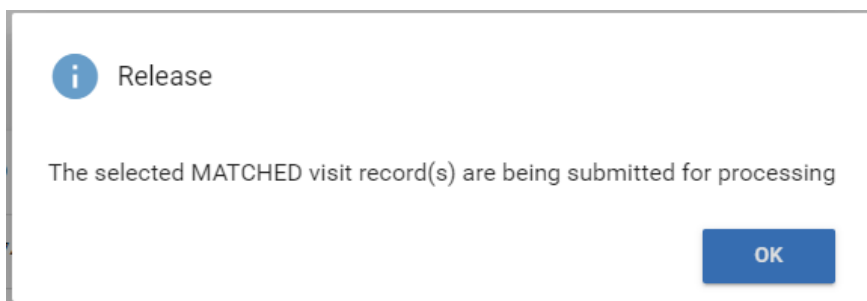 Release
The selected MATCHED visit record(s) are being submitted for processing
OK